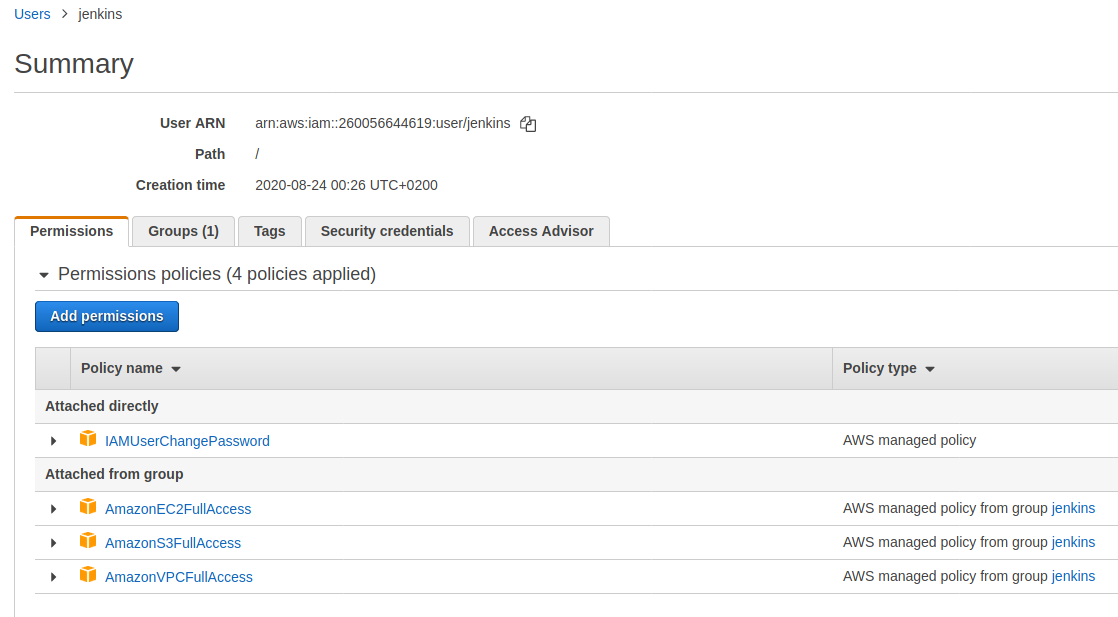 Users > jenkins
Summary
User ARN arn:aws:iam::260056644619:user/jenkins
Path /
Creation time 2020-08-24 00:26 UTC+0200
Permissions Groups (1) Tags Security credentials Access Advisor
Permissions policies (4 policies applied)
Add permissions
Policy name Policy type
Attached directly
IAMUserChangePassword AWS managed policy
Attached from group
AmazonEC2FullAccess AWS managed policy from group jenkins
AmazonS3FullAccess AWS managed policy from group jenkins
AmazonVPCFullAccess AWS managed policy from group jenkins